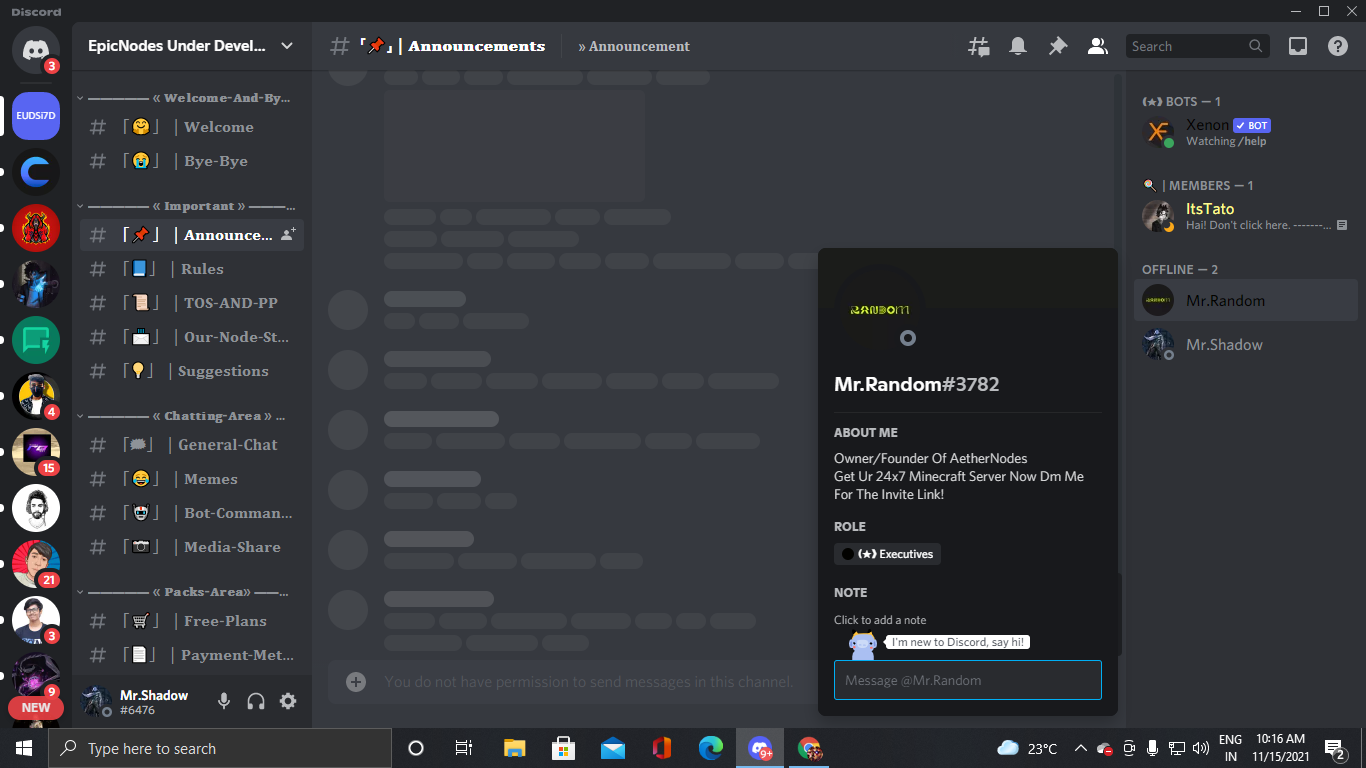 Discord
3
EpicNodes Under Devel...
「📌」| Announcements
» Announcement
Search
EUDSI7D
4
15
21
3
9
NEW
————— « Welcome-And-By...
「🤗」 | Welcome
「😭」 | Bye-Bye
————— « Important » ———...
「📌」 | Announce...
「📘」 | Rules
「📜」 | TOS-AND-PP
「📩」 | Our-Node-St...
「💡」 | Suggestions
————— « Chatting-Area » ...
「💭」 | General-Chat
「😅」 | Memes
「🤖」 | Bot-Comman...
「📷」 | Media-Share
————— « Packs-Area» ——...
「🛒」 | Free-Plans
「📄」 | Payment-Met...
Mr.Shadow
#6476
You do not have permission to send messages in this channel.
RANDOM
Mr.Random#3782
ABOUT ME
Owner/Founder Of AetherNodes
Get Ur 24x7 Minecraft Server Now Dm Me
For The Invite Link!
ROLE
(★) Executives
NOTE
Click to add a note
I'm new to Discord, say hi!
Message @Mr.Random
(★) BOTS — 1
Xenon ✓ BOT
Watching /help
🔍 | MEMBERS — 1
ItsTato
Hai! Don't click here. -------...
OFFLINE — 2
RANDOM
Mr.Random
Mr.Shadow
Type here to search
9+
23°C
ENG
IN
10:16 AM
11/15/2021
2